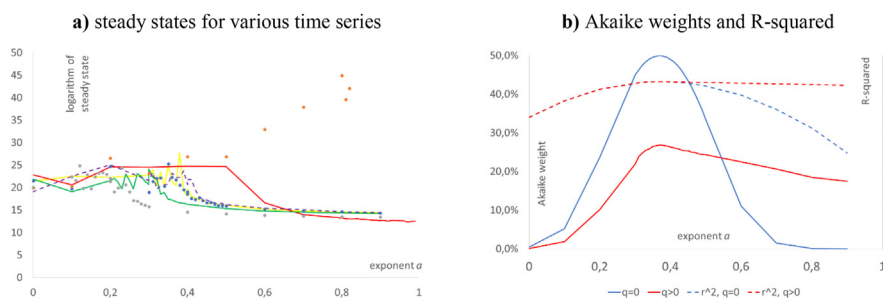 a) steady states for various time series
50
45
40
35
30
25
20
15
10
5
0
logarithm of
steady state
exponent a
0
0,2
0,4
0,6
0,8
1
b) Akaike weights and R-squared
50,0%
40,0%
30,0%
20,0%
10,0%
0,0%
Akaike weight
R-squared
exponent a
0
0,2
0,4
0,6
0,8
1
q=0
q>0
r^2, q=0
r^2, q>0